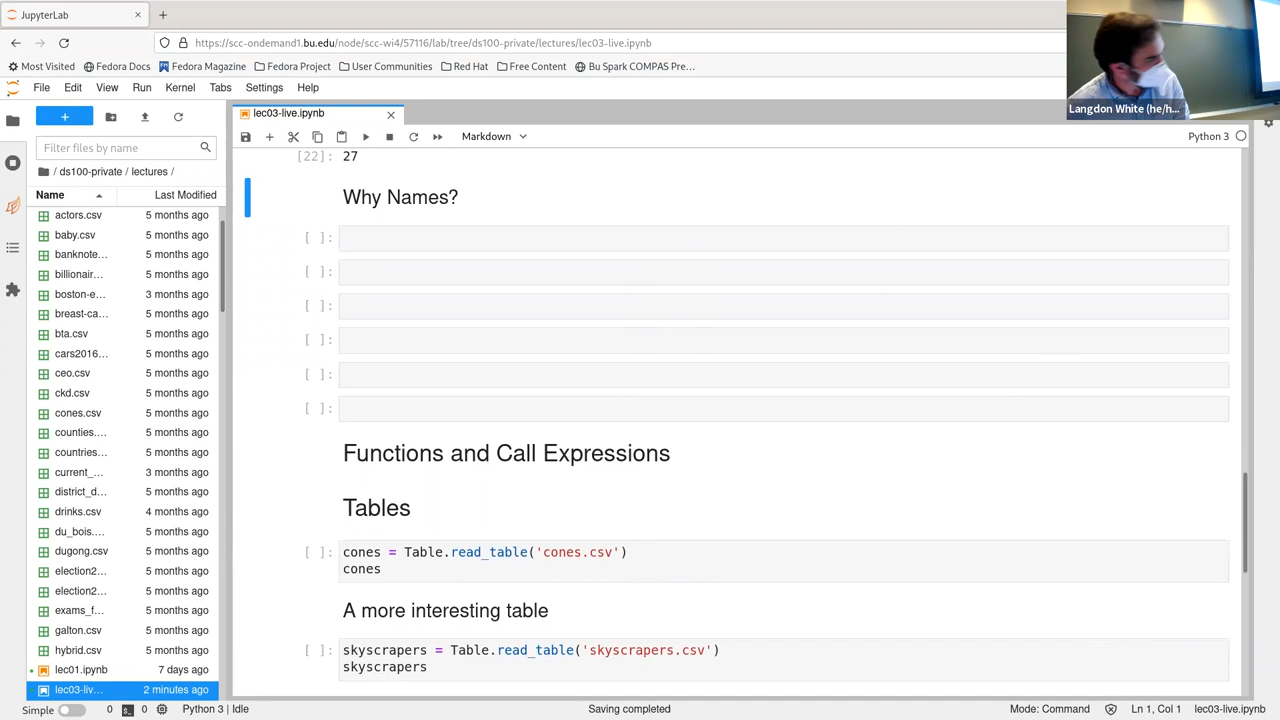 JupyterLab
https://scc-ondemand1.bu.edu/node/scc-wi4/57116/lab/tree/ds100-private/lectures/lec03-live.ipynb
Most Visited Fedora Docs Fedora Magazine Fedora Project User Communities Red Hat Free Content Bu Spark COMPAS Pre…
Langdon White (he/h…
File Edit View Run Kernel Tabs Settings Help
lec03-live.ipynb
Markdown
Python 3
Filter files by name
/ ds100-private / lectures /
Name Last Modified
actors.csv 5 months ago
baby.csv 5 months ago
banknote… 5 months ago
billionair… 5 months ago
boston-e… 3 months ago
breast-ca… 5 months ago
bta.csv 5 months ago
cars2016… 5 months ago
ceo.csv 5 months ago
ckd.csv 5 months ago
cones.csv 5 months ago
counties.… 5 months ago
countries… 5 months ago
current_… 3 months ago
district_d… 5 months ago
drinks.csv 4 months ago
du_bois.… 5 months ago
dugong.csv 5 months ago
election2… 5 months ago
election2… 5 months ago
exams_f… 5 months ago
galton.csv 5 months ago
hybrid.csv 5 months ago
lec01.ipynb 7 days ago
lec03-liv… 2 minutes ago
[22]: 27
Why Names?
[ ]:
[ ]:
[ ]:
[ ]:
[ ]:
[ ]:
Functions and Call Expressions
Tables
[ ]: cones = Table.read_table('cones.csv')
cones
A more interesting table
[ ]: skyscrapers = Table.read_table('skyscrapers.csv')
skyscrapers
Simple 0 0 Python 3 | Idle Saving completed Mode: Command Ln 1, Col 1 lec03-live.ipynb